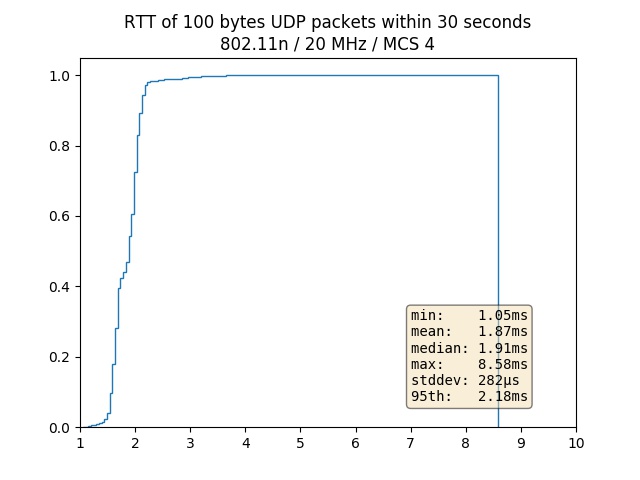 RTT of 100 bytes UDP packets within 30 seconds
802.11n / 20 MHz / MCS 4
1.0
0.8
0.6
0.4
0.2
0.0
min: 1.05ms
mean: 1.87ms
median: 1.91ms
max: 8.58ms
stddev: 282µs
95th: 2.18ms
1 2 3 4 5 6 7 8 9 10